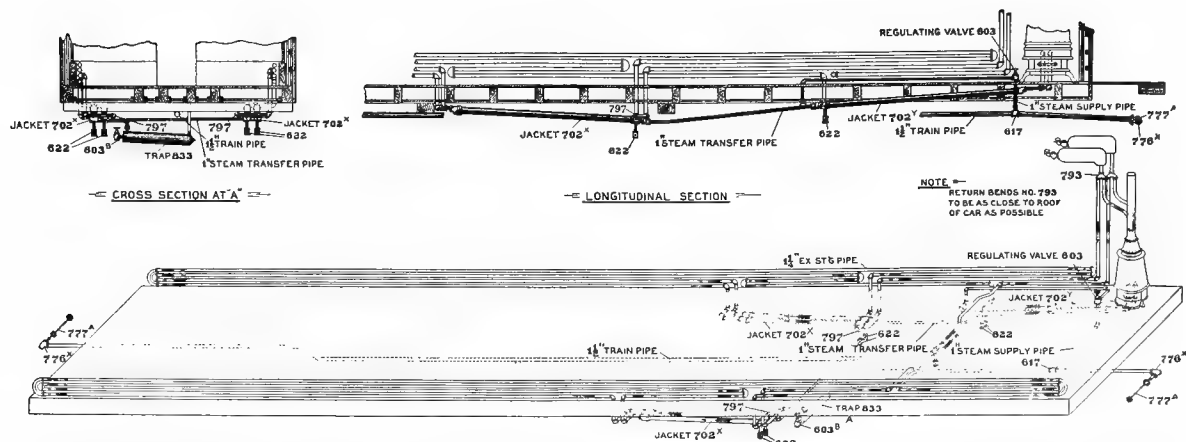 JACKET 702X
797
797
JACKET 702X
622
603B
1½" TRAIN PIPE
622
TRAP 833
1" STEAM TRANSFER PIPE
CROSS SECTION AT "A"
REGULATING VALVE 603
797
JACKET 702X
622
1" STEAM TRANSFER PIPE
622
JACKET 702Y
1" STEAM SUPPLY PIPE
1½" TRAIN PIPE
617
777A
776X
LONGITUDINAL SECTION
NOTE
RETURN BENDS NO. 793
TO BE AS CLOSE TO ROOF
OF CAR AS POSSIBLE
793
1¼" EX STG PIPE
REGULATING VALVE 603
JACKET 702Y
777A
776X
JACKET 702X
797
622
622
1" STEAM TRANSFER PIPE
1" STEAM SUPPLY PIPE
TRAIN PIPE
617
776X
777A
797
TRAP 833
603B
A
JACKET 702X